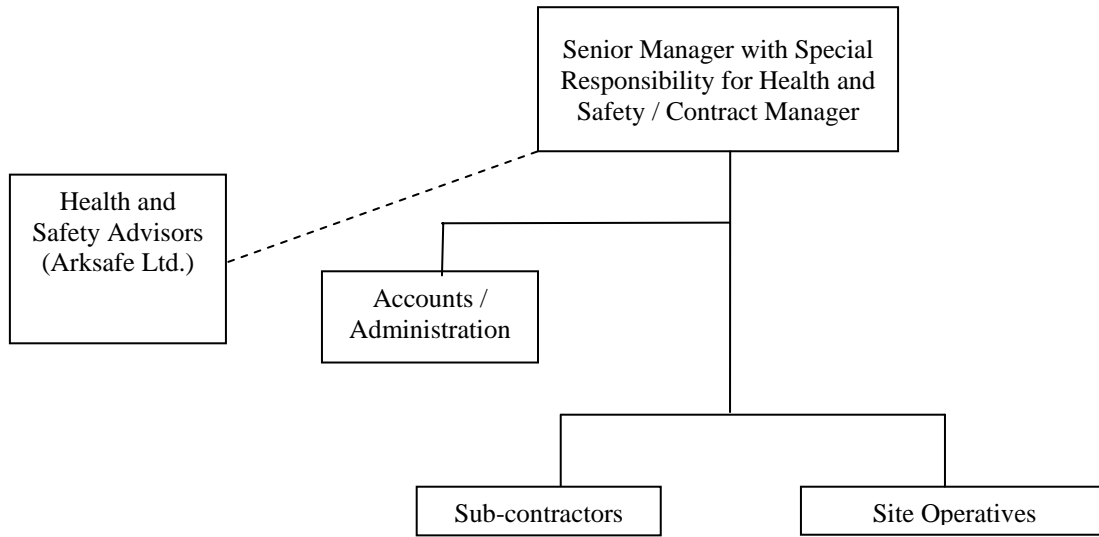 Senior Manager with Special
Responsibility for Health and
Safety / Contract Manager
Health and
Safety Advisors
(Arksafe Ltd.)
Accounts /
Administration
Sub-contractors
Site Operatives